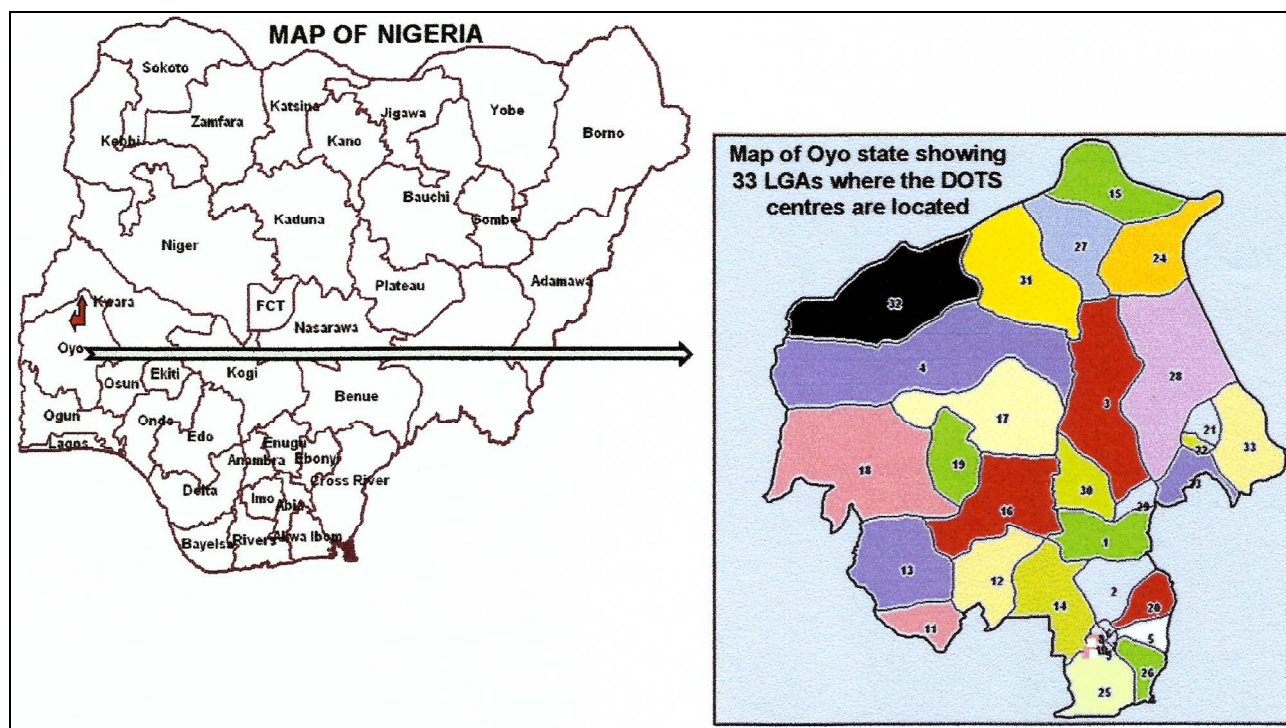 MAP OF NIGERIA
Sokoto
Katsina
Jigawa
Yobe
Borno
Zamfara
Kano
Kebbi
Bauchi
Gombe
Kaduna
Niger
Adamawa
Plateau
FCT
Kwara
Nasarawa
Oyo
Osun
Ekiti
Kogi
Benue
Ogun
Ondo
Edo
Lagos
Enugu
Anambra
Ebonyi
Cross River
Delta
Imo
Abia
Bayelsa
Rivers
Akwa Ibom
Map of Oyo state showing
33 LGAs where the DOTS
centres are located
15
27
24
31
32
4
28
3
17
21
22
33
18
19
30
23
29
16
1
13
12
2
14
20
11
5
26
25